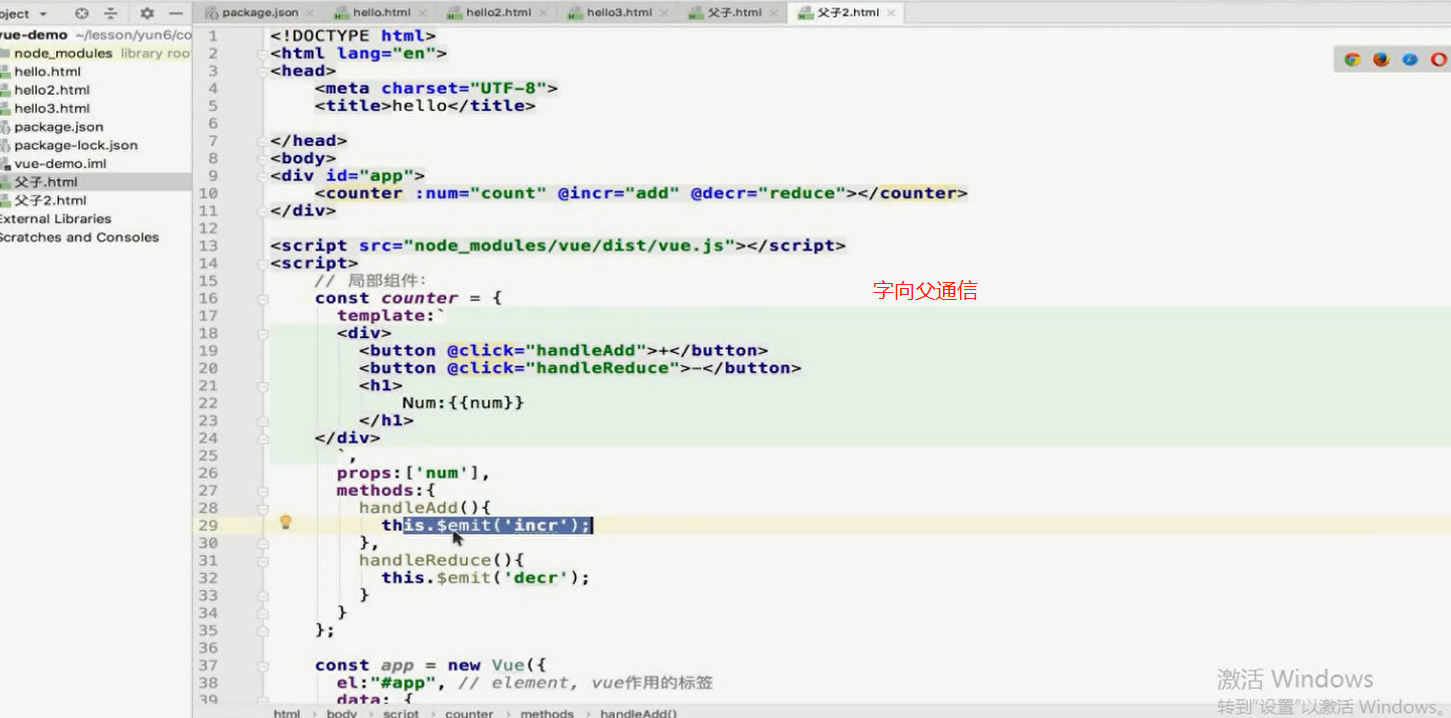 oject
package.json
hello.html
hello2.html
hello3.html
父子.html
父子2.html
vue-demo ~/lesson/yun6/co
node_modules library roo
hello.html
hello2.html
hello3.html
package.json
package-lock.json
vue-demo.iml
父子.html
父子2.html
External Libraries
Scratches and Consoles
1 <!DOCTYPE html>
2 <html lang="en">
3 <head>
4 <meta charset="UTF-8">
5 <title>hello</title>
6
7 </head>
8 <body>
9 <div id="app">
10 <counter :num="count" @incr="add" @decr="reduce"></counter>
11 </div>
12
13 <script src="node_modules/vue/dist/vue.js"></script>
14 <script>
15 // 局部组件:
16 const counter = {
字向父通信
17 template:`
18 <div>
19 <button @click="handleAdd">+</button>
20 <button @click="handleReduce">-</button>
21 <h1>
22 Num:{{num}}
23 </h1>
24 </div>
25 `,
26 props:['num'],
27 methods:{
28 handleAdd(){
29 this.$emit('incr');
30 },
31 handleReduce(){
32 this.$emit('decr');
33 }
34 }
35 };
36
37 const app = new Vue({
38 el:"#app", // element, vue作用的标签
39 data: {
html › body › script › counter › methods › handleAdd()
激活 Windows
转到"设置"以激活 Windows。